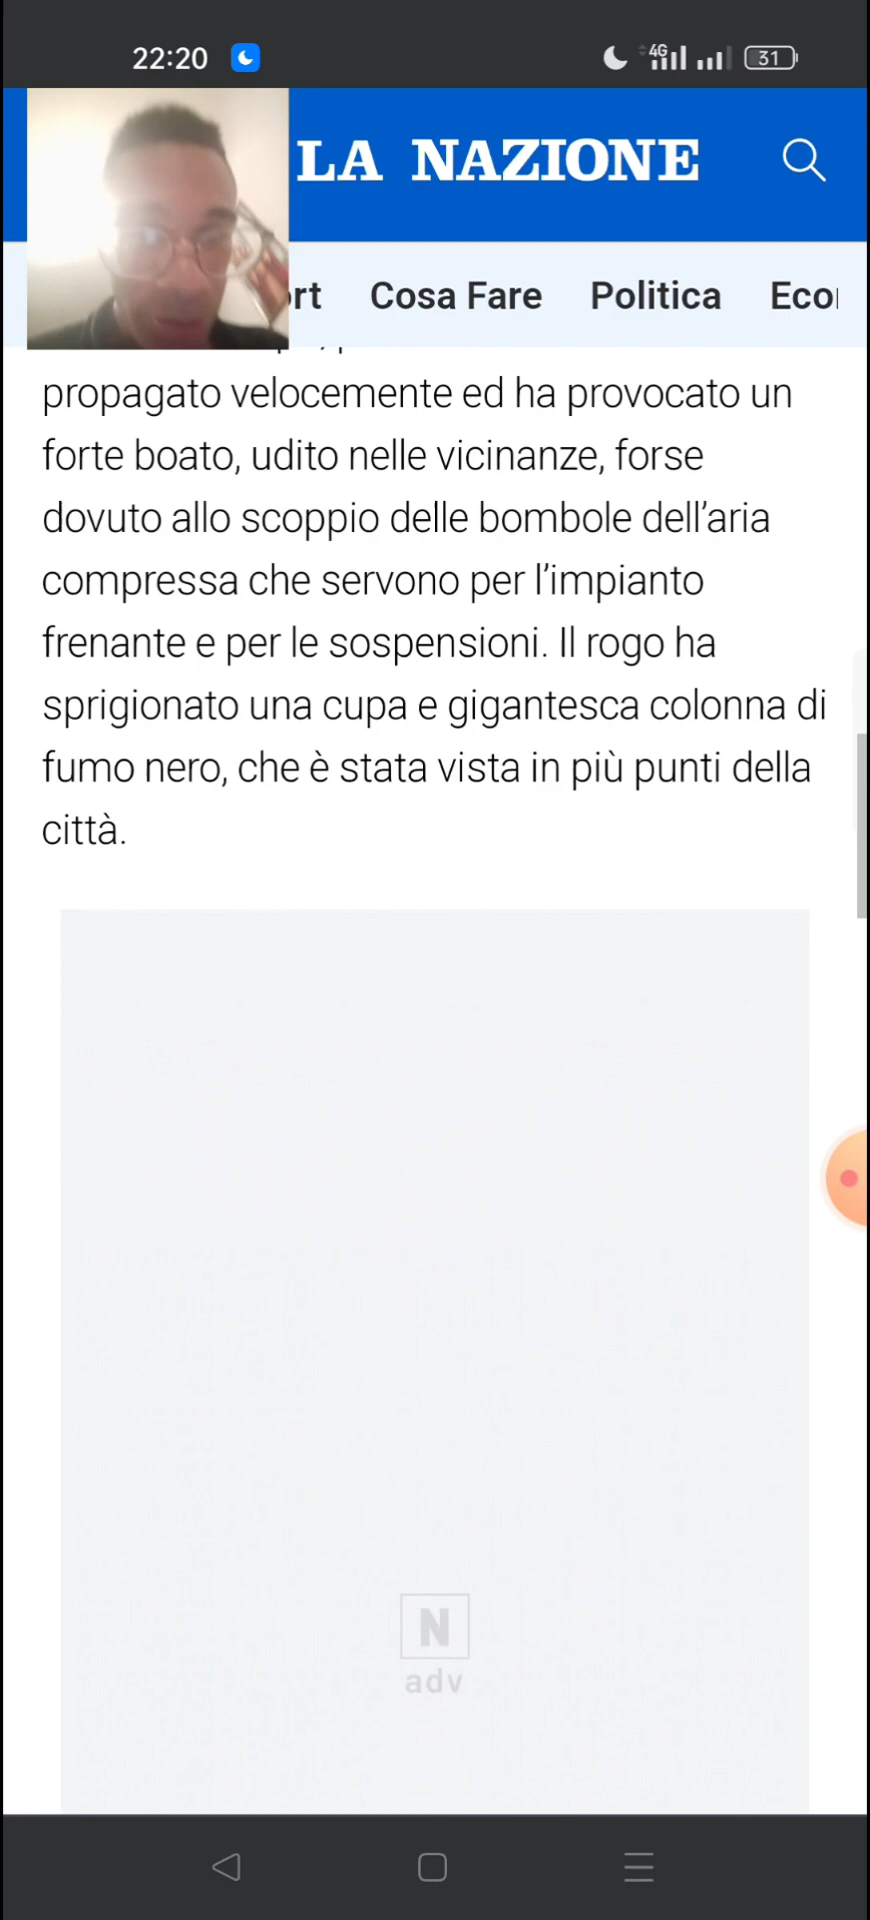 22:20
4G
31
LA NAZIONE
Cosa Fare
Politica
propagato velocemente ed ha provocato un
forte boato, udito nelle vicinanze, forse
dovuto allo scoppio delle bombole dell’aria
compressa che servono per l’impianto
frenante e per le sospensioni. Il rogo ha
sprigionato una cupa e gigantesca colonna di
fumo nero, che è stata vista in più punti della
città.
N
adv